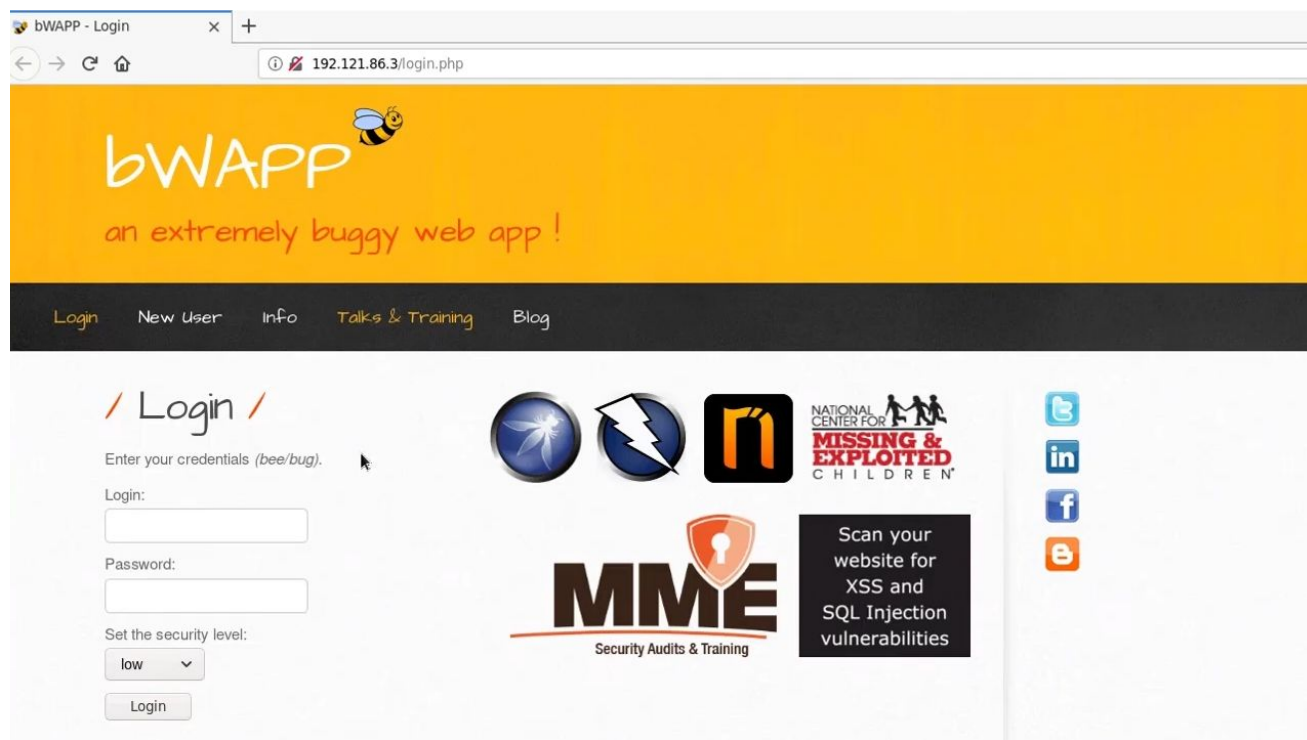 bWAPP - Login
192.121.86.3/login.php
bWAPP
an extremely buggy web app !
Login New User Info Talks & Training Blog
/ Login /
Enter your credentials (bee/bug).
Login:
Password:
Set the security level:
low
Login
NATIONAL
CENTER FOR
MISSING &
EXPLOITED
CHILDREN®
MME
Security Audits & Training
Scan your
website for
XSS and
SQL Injection
vulnerabilities
in
f